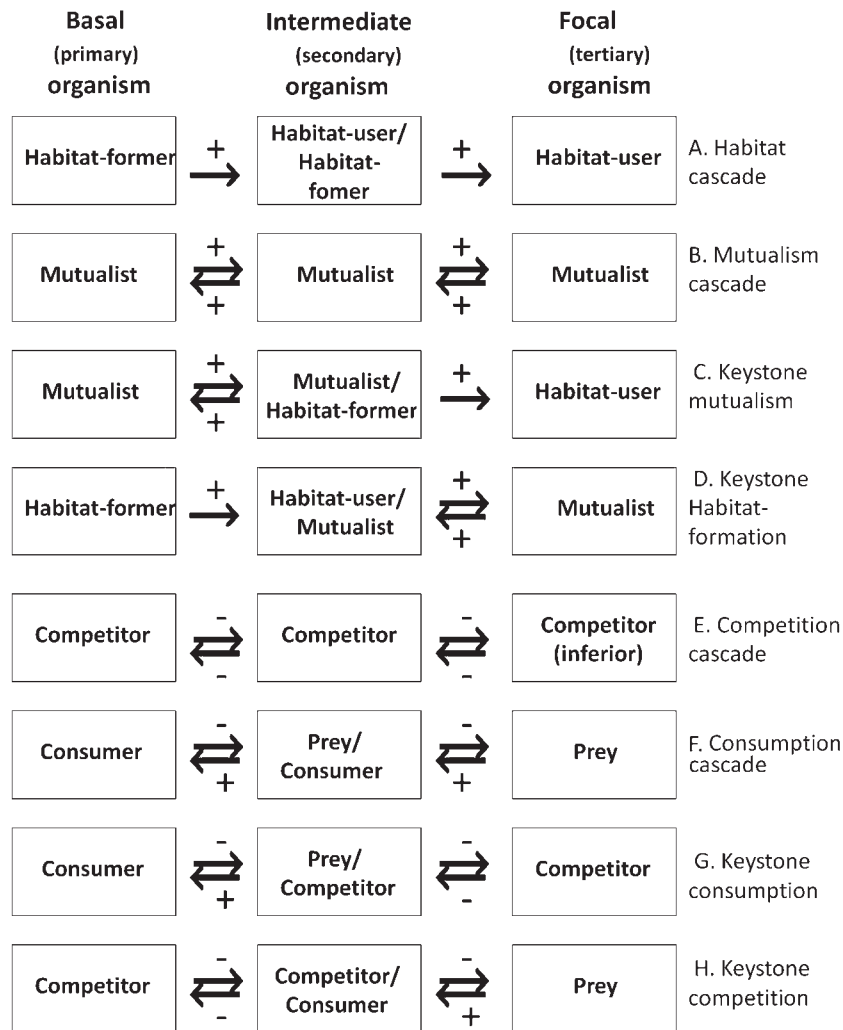 Basal
(primary)
organism
Intermediate
(secondary)
organism
Focal
(tertiary)
organism
Habitat-former
+
Habitat-user/
Habitat-
fomer
+
Habitat-user
A. Habitat
cascade
Mutualist
+
+
Mutualist
+
+
Mutualist
B. Mutualism
cascade
Mutualist
+
+
Mutualist/
Habitat-former
+
Habitat-user
C. Keystone
mutualism
Habitat-former
+
Habitat-user/
Mutualist
+
+
Mutualist
D. Keystone
Habitat-
formation
Competitor
-
-
Competitor
-
-
Competitor
(inferior)
E. Competition
cascade
Consumer
-
+
Prey/
Consumer
-
+
Prey
F. Consumption
cascade
Consumer
-
+
Prey/
Competitor
-
-
Competitor
G. Keystone
consumption
Competitor
-
-
Competitor/
Consumer
-
+
Prey
H. Keystone
competition